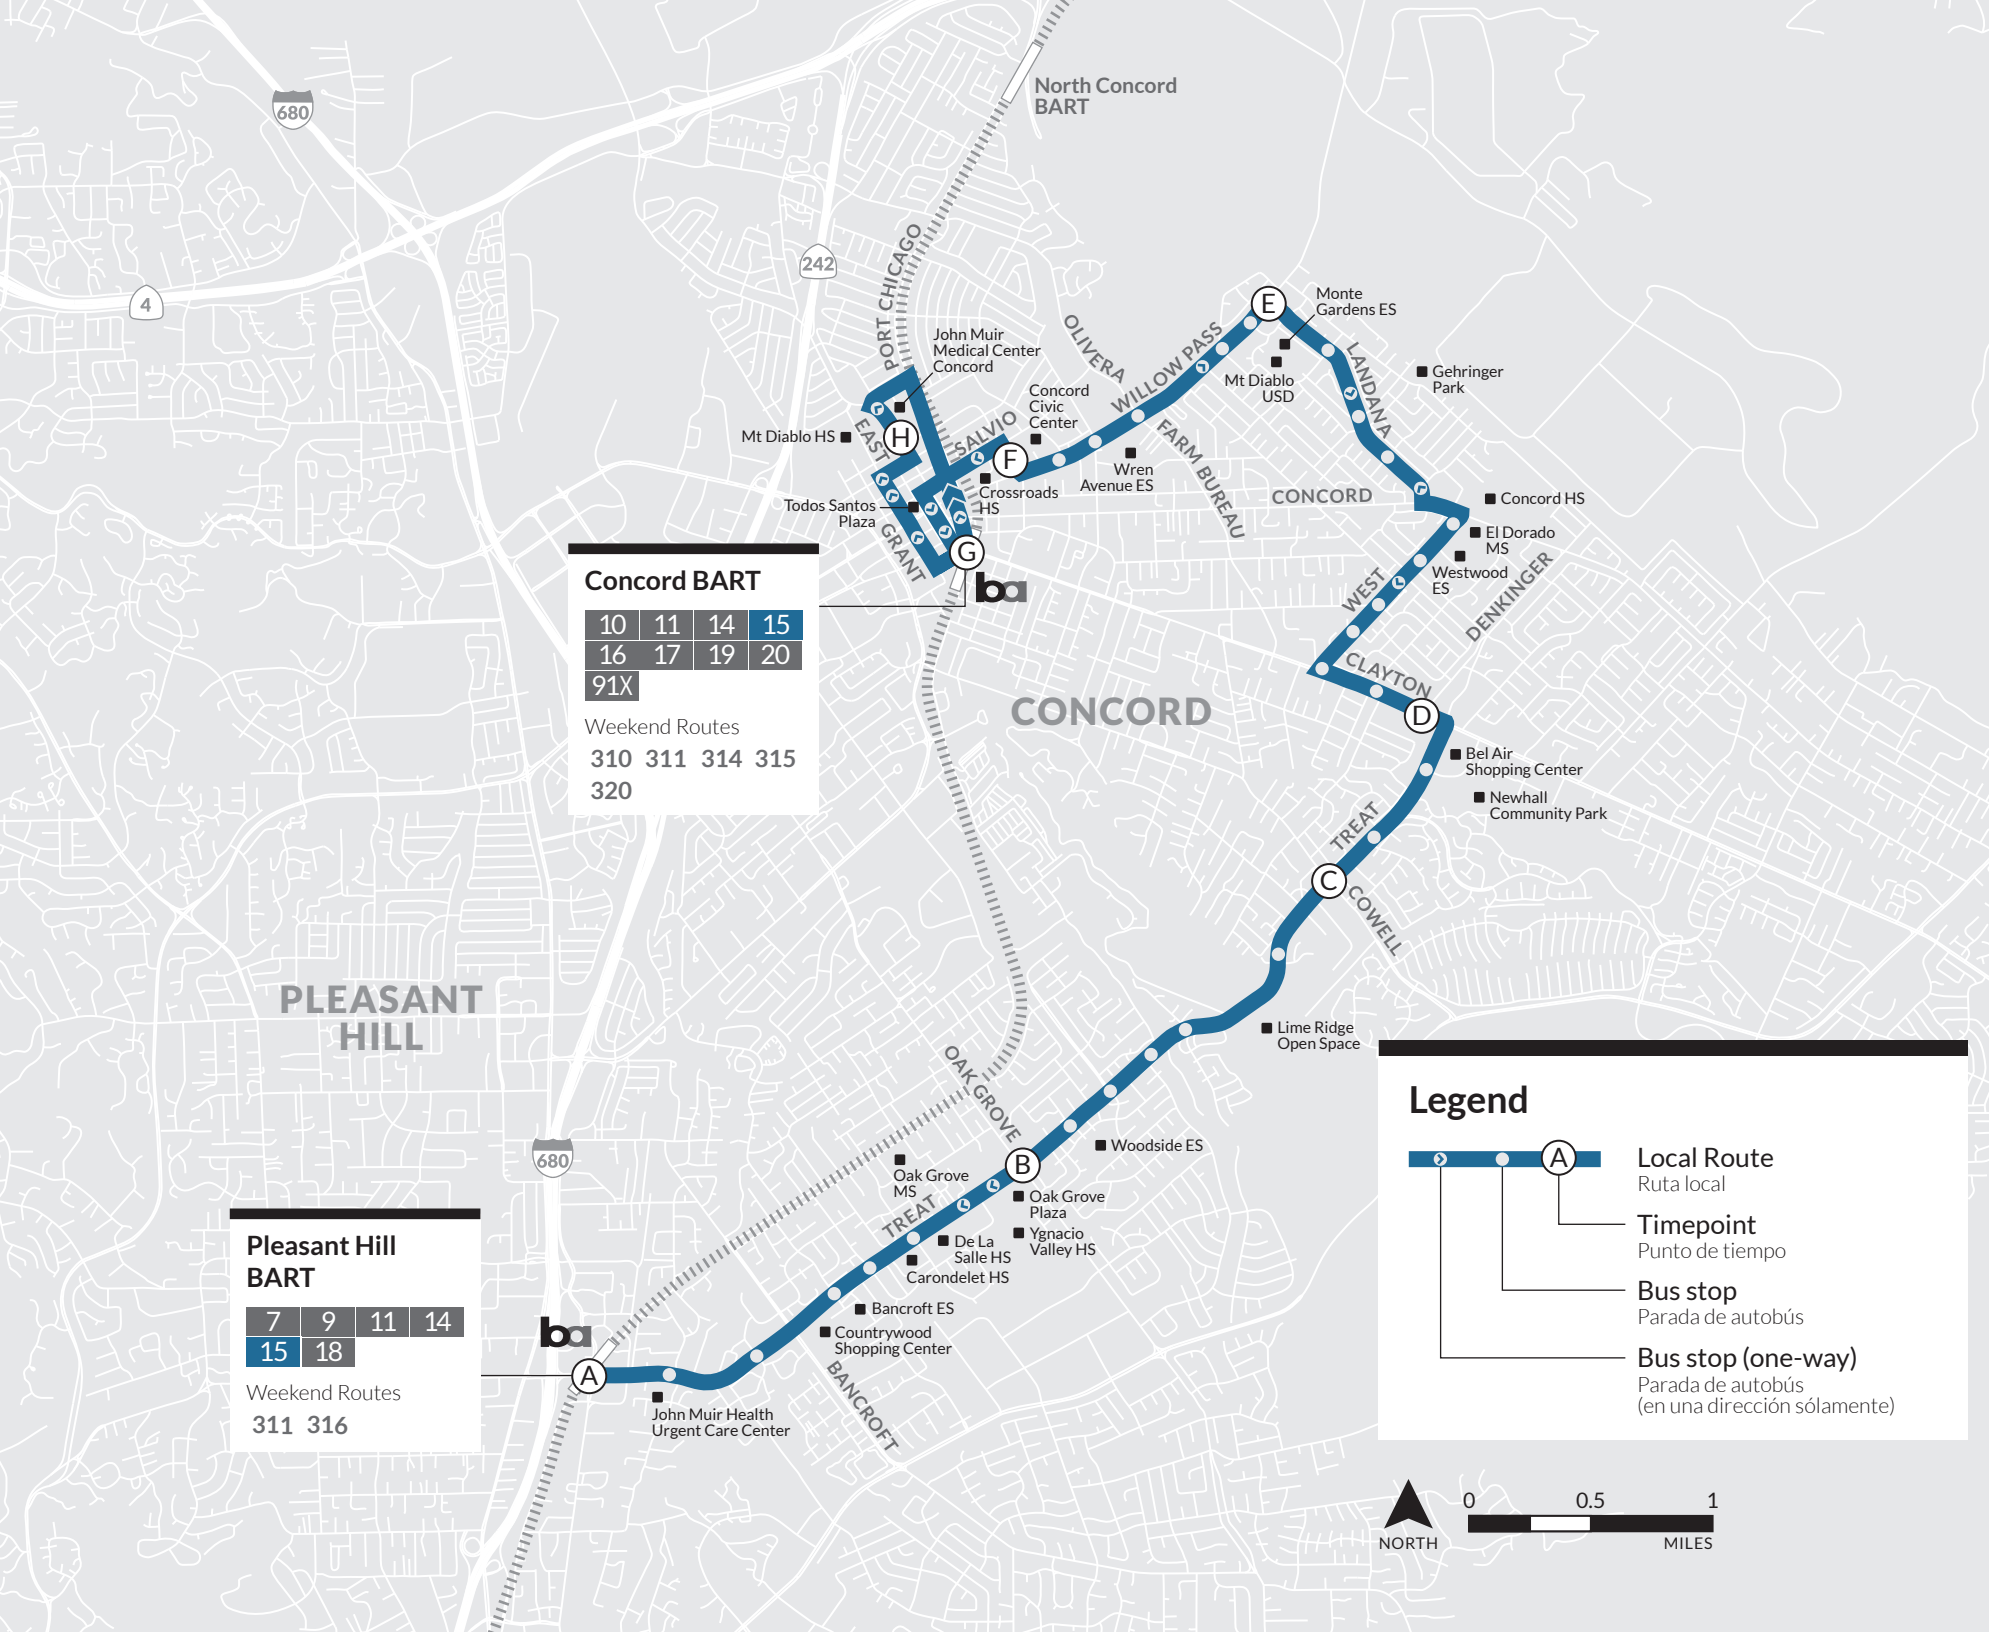 680
4
242
North Concord
BART
PORT CHICAGO
John Muir
Medical Center
Concord
OLIVERA
WILLOW PASS
E
Monte
Gardens ES
Mt Diablo
USD
LANDANA
Gehringer
Park
Concord
Civic
Center
Mt Diablo HS
EAST
H
SALVIO
F
Wren
Avenue ES
FARM BUREAU
CONCORD
Concord HS
Crossroads
HS
Todos Santos
Plaza
GRANT
G
ba
El Dorado
MS
Westwood
ES
WEST
DENKINGER
CLAYTON
D
Concord BART
10 11 14 15
16 17 19 20
91X
Weekend Routes
310 311 314 315
320
CONCORD
Bel Air
Shopping Center
Newhall
Community Park
TREAT
C
COWELL
PLEASANT
HILL
Lime Ridge
Open Space
OAK GROVE
B
Woodside ES
680
Oak Grove
MS
TREAT
Oak Grove
Plaza
Ygnacio
Valley HS
De La
Salle HS
Carondelet HS
Bancroft ES
Countrywood
Shopping Center
BANCROFT
ba
A
John Muir Health
Urgent Care Center
Pleasant Hill
BART
7 9 11 14
15 18
Weekend Routes
311 316
Legend
A
Local Route
Ruta local
Timepoint
Punto de tiempo
Bus stop
Parada de autobús
Bus stop (one-way)
Parada de autobús
(en una dirección sólamente)
NORTH
0 0.5 1
MILES